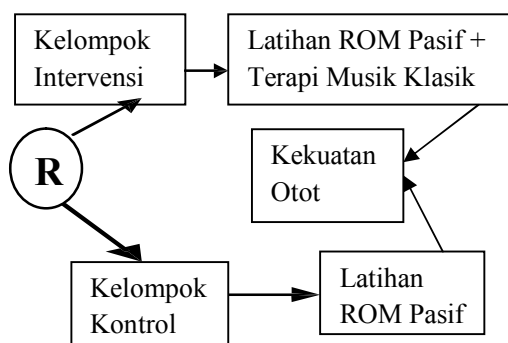 Kelompok
Intervensi
Latihan ROM Pasif +
Terapi Musik Klasik
R
Kekuatan
Otot
Kelompok
Kontrol
Latihan
ROM Pasif